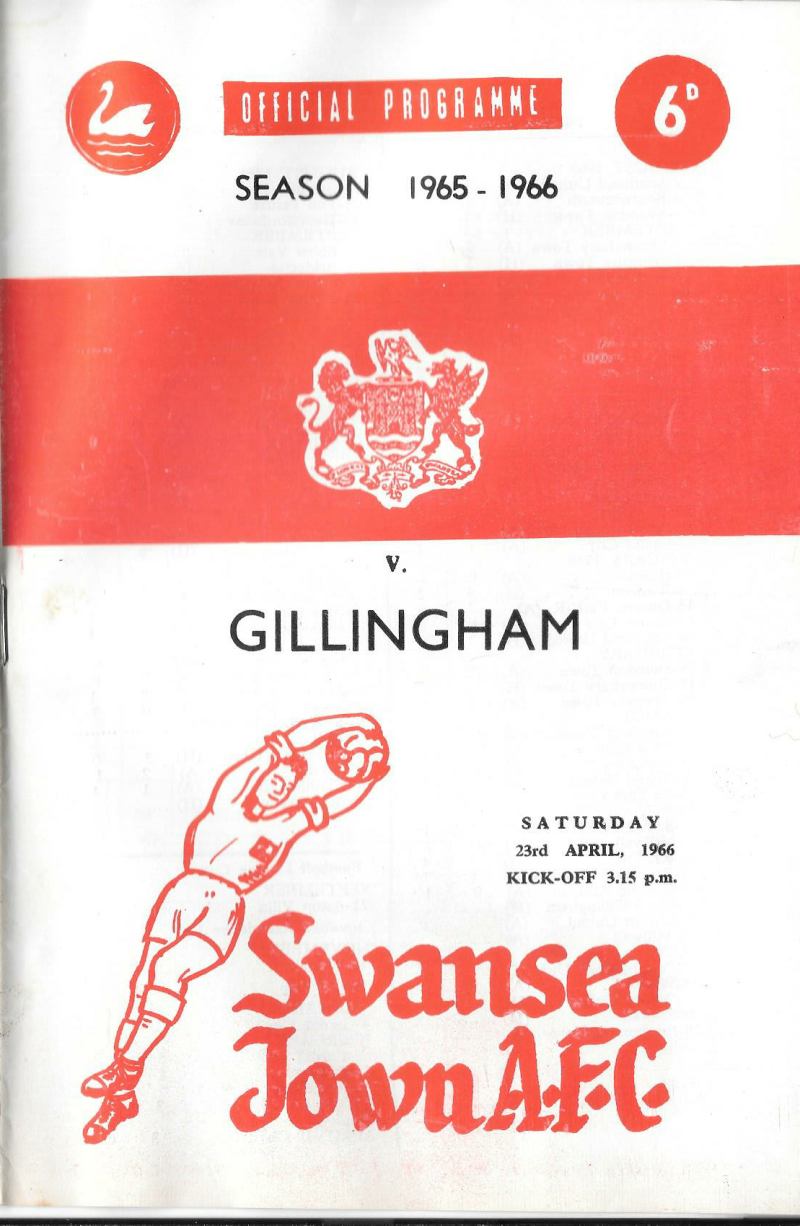 OFFICIAL PROGRAMME
6D
SEASON 1965 - 1966
v.
GILLINGHAM
SATURDAY
23rd APRIL, 1966
KICK-OFF 3.15 p.m.
Swansea
Town A.F.C.